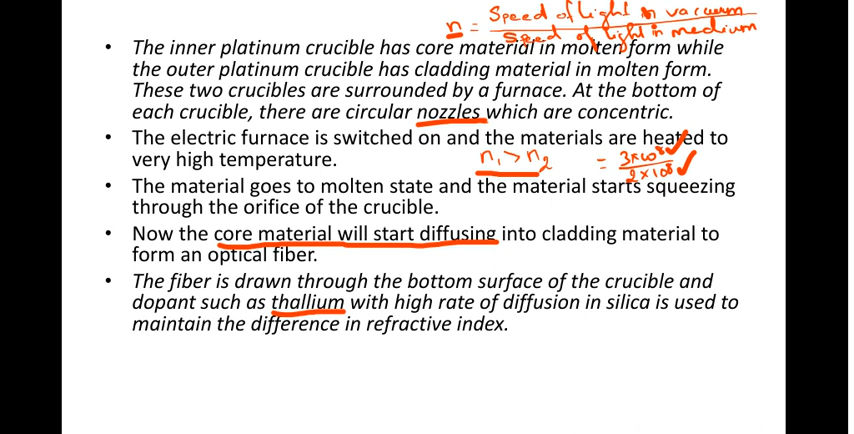 n = Speed of light in vacuum
Speed of light in medium
• The inner platinum crucible has core material in molten form while
the outer platinum crucible has cladding material in molten form.
These two crucibles are surrounded by a furnace. At the bottom of
each crucible, there are circular nozzles which are concentric.
• The electric furnace is switched on and the materials are heated to
very high temperature.
n₁ > n₂ = 3×10⁸
2×10⁸
• The material goes to molten state and the material starts squeezing
through the orifice of the crucible.
• Now the core material will start diffusing into cladding material to
form an optical fiber.
• The fiber is drawn through the bottom surface of the crucible and
dopant such as thallium with high rate of diffusion in silica is used to
maintain the difference in refractive index.